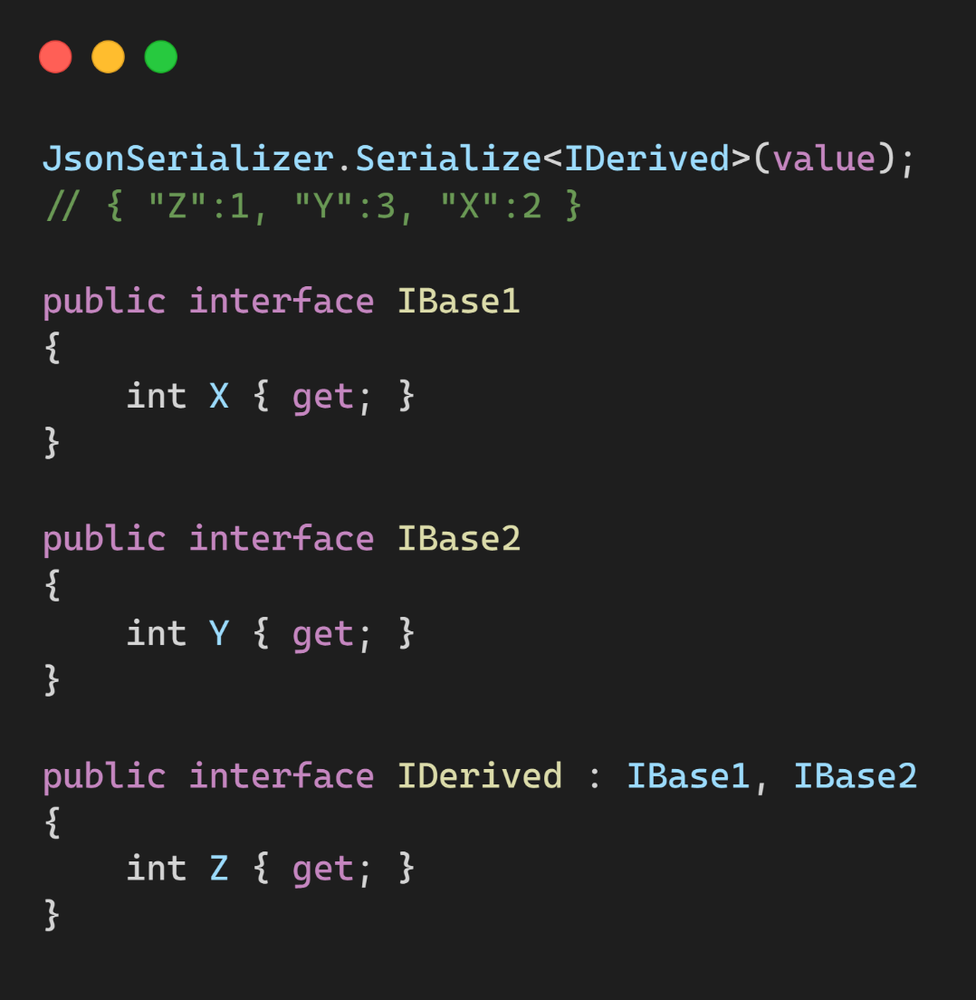 JsonSerializer.Serialize<IDerived>(value);
// { "Z":1, "Y":3, "X":2 }
public interface IBase1
{
int X { get; }
}
public interface IBase2
{
int Y { get; }
}
public interface IDerived : IBase1, IBase2
{
int Z { get; }
}